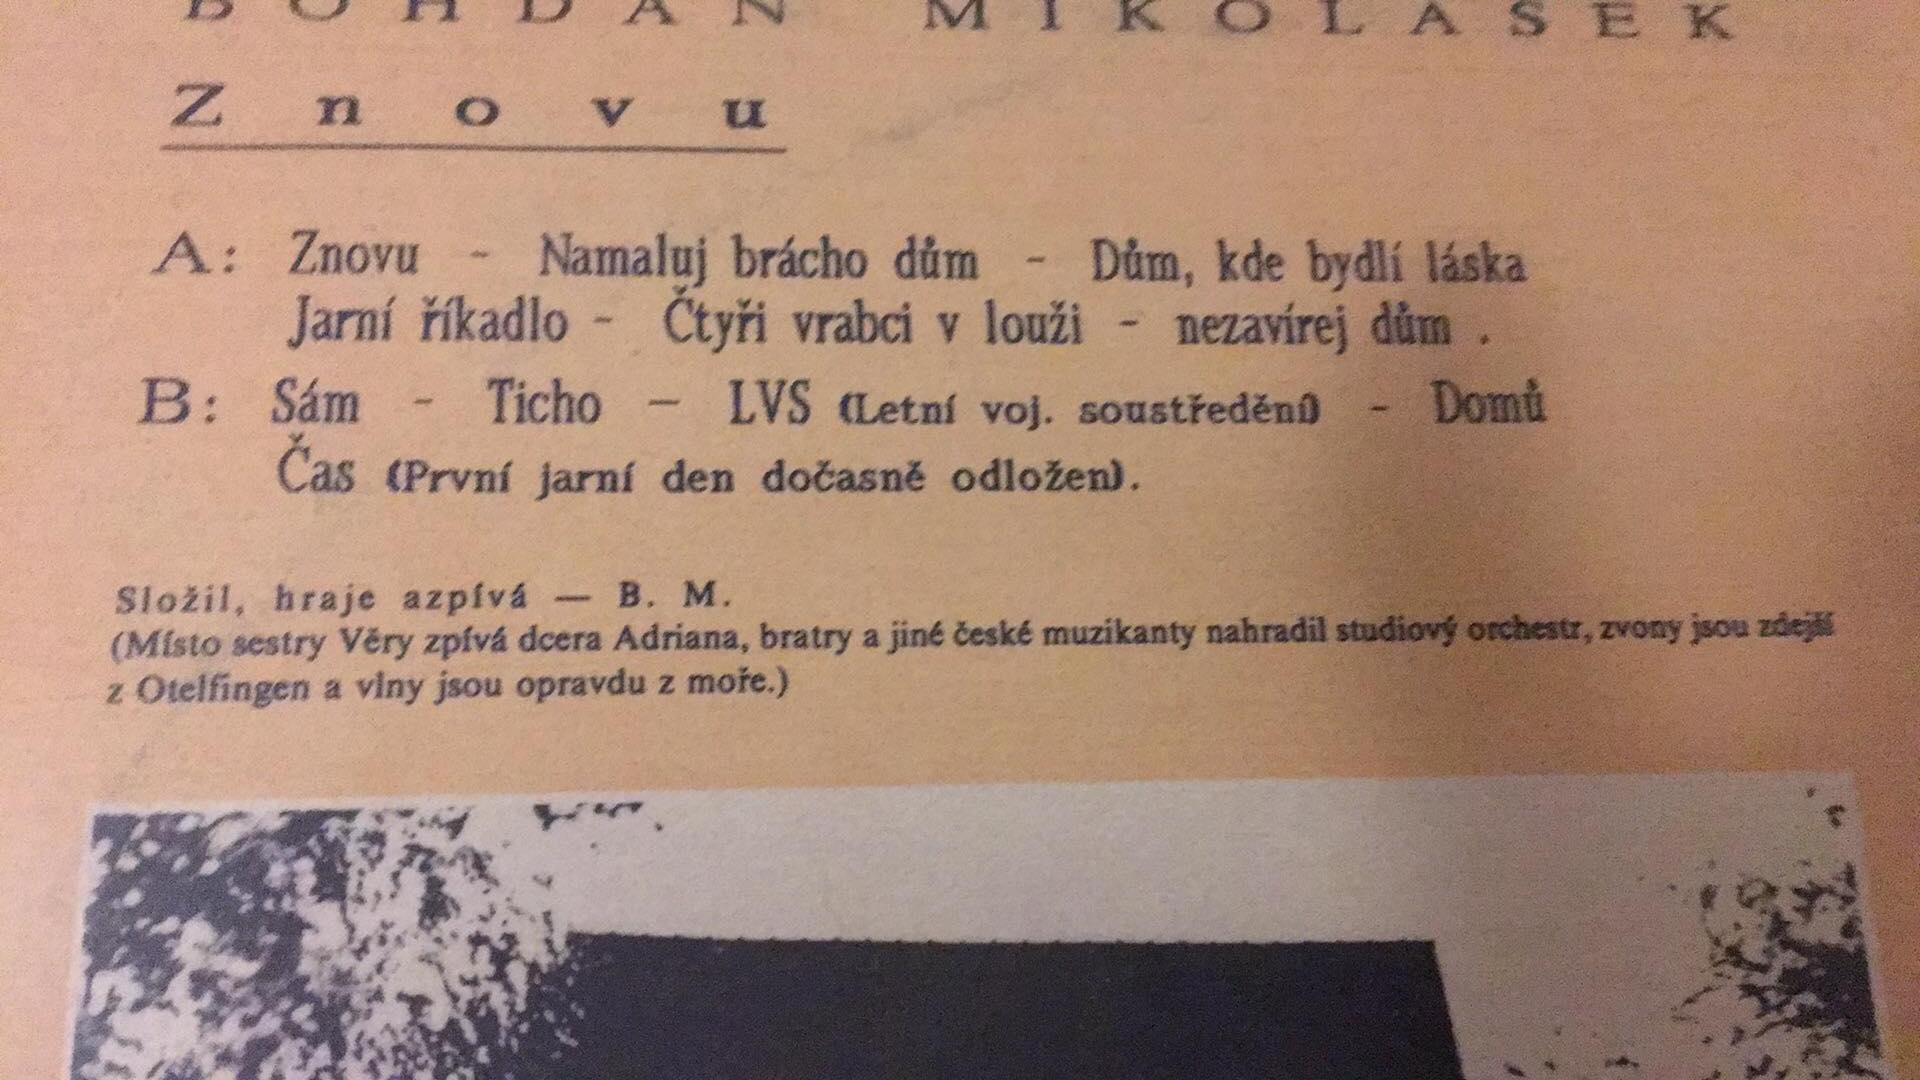 BOHDAN MIKOLASEK
Znovu
A: Znovu - Namaluj brácho dům - Dům, kde bydlí láska
Jarní říkadlo - Čtyři vrabci v louži - nezavírej dům .
B: Sám - Ticho — LVS (Letní voj. soustředění) - Domů
Čas (První jarní den dočasně odložen).
Složil, hraje azpívá — B. M.
(Místo sestry Věry zpívá dcera Adriana, bratry a jiné české muzikanty nahradil studiový orchestr, zvony jsou zdejší
z Otelfingen a vlny jsou opravdu z moře.)